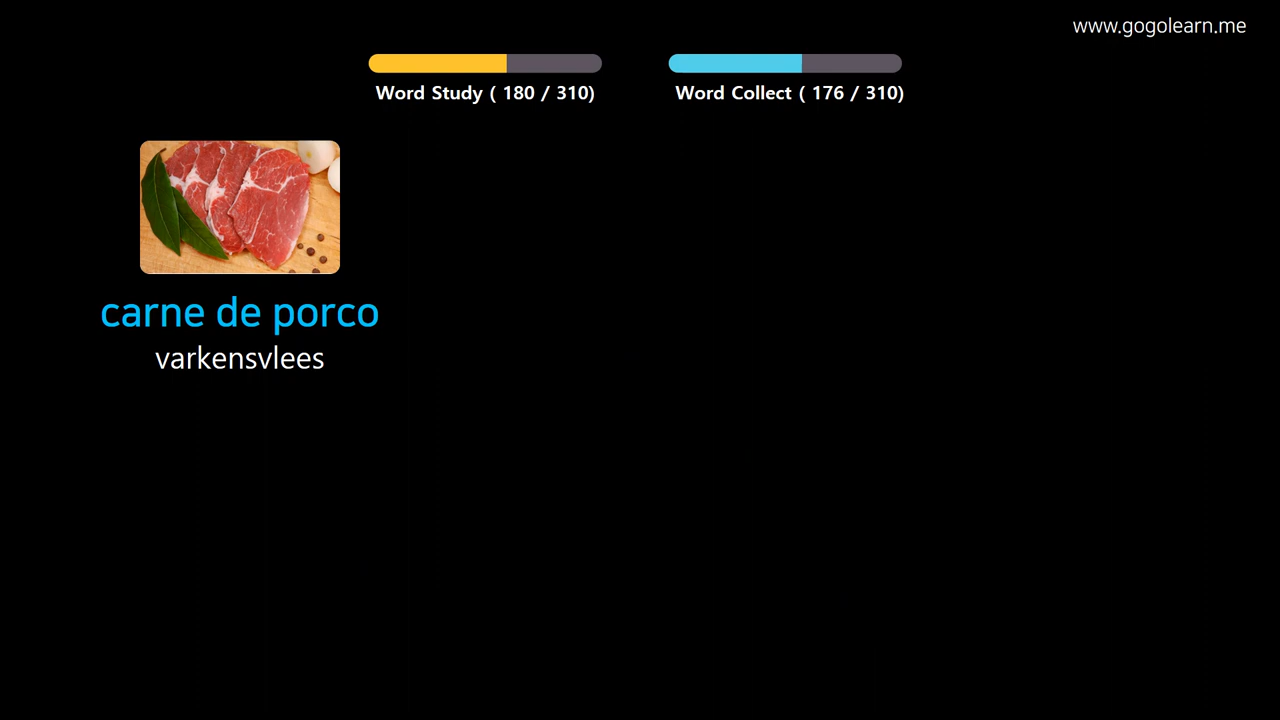 www.gogolearn.me
Word Study ( 180 / 310)
Word Collect ( 176 / 310)
carne de porco
varkensvlees